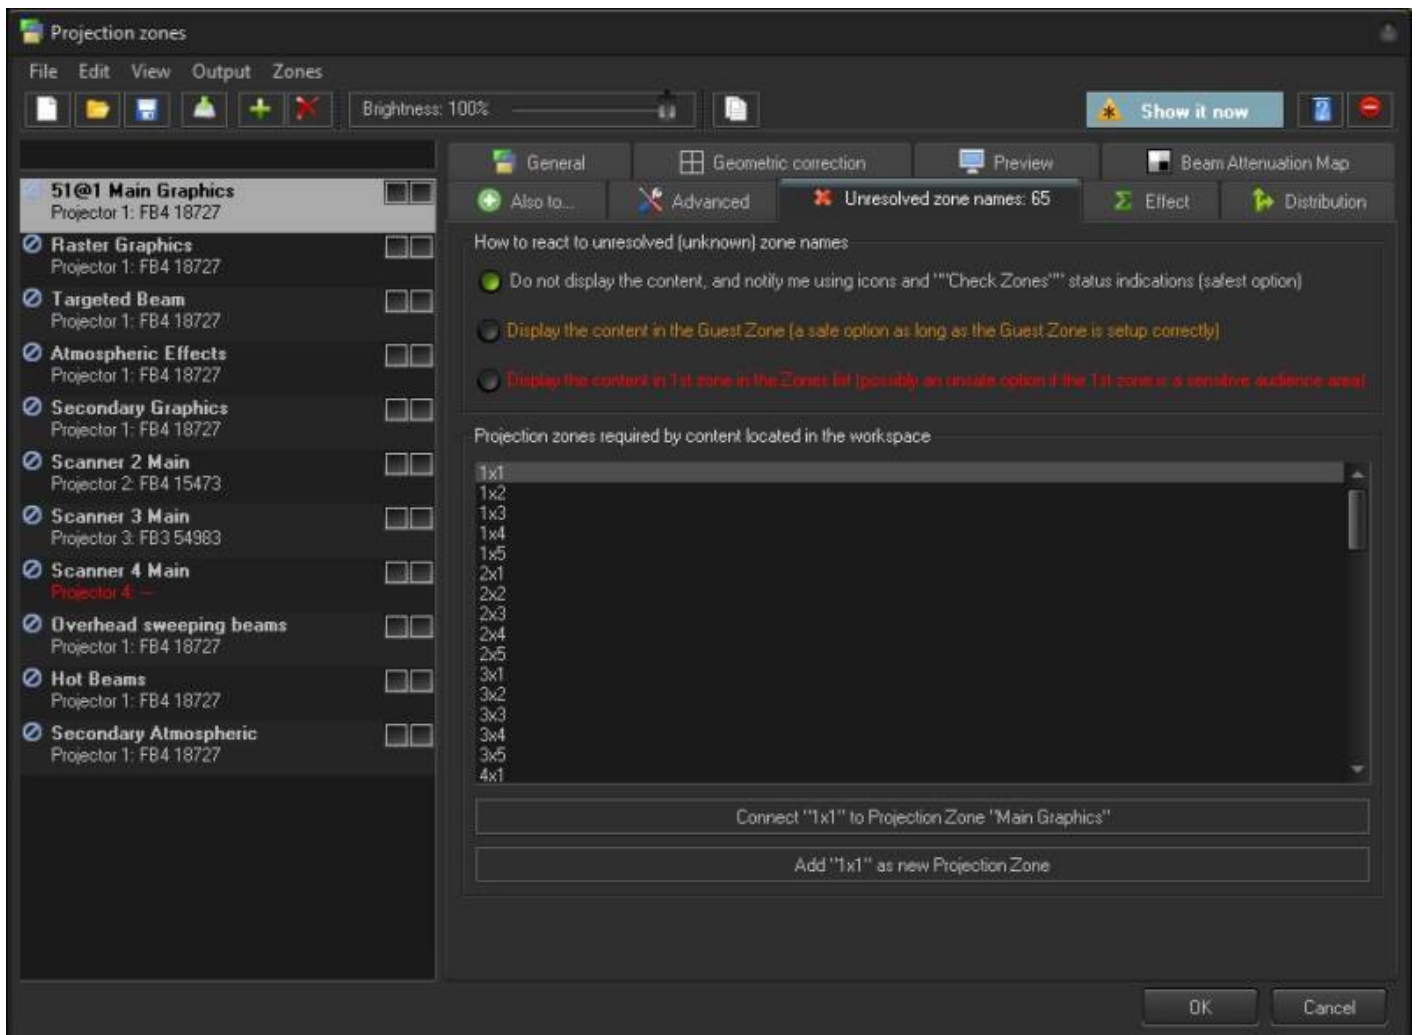 Projection zones
File Edit View Output Zones
Brightness: 100%
Show it now
General
Geometric correction
Preview
Beam Attenuation Map
Also to...
Advanced
Unresolved zone names: 65
Effect
Distribution
51@1 Main Graphics
Projector 1: FB4 18727
Raster Graphics
Projector 1: FB4 18727
Targeted Beam
Projector 1: FB4 18727
Atmospheric Effects
Projector 1: FB4 18727
Secondary Graphics
Projector 1: FB4 18727
Scanner 2 Main
Projector 2: FB4 15473
Scanner 3 Main
Projector 3: FB3 54983
Scanner 4 Main
Projector 4: ---
Overhead sweeping beams
Projector 1: FB4 18727
Hot Beams
Projector 1: FB4 18727
Secondary Atmospheric
Projector 1: FB4 18727
How to react to unresolved (unknown) zone names
Do not display the content, and notify me using icons and ""Check Zones"" status indications (safest option)
Display the content in the Guest Zone (a safe option as long as the Guest Zone is setup correctly)
Display the content in 1st zone in the Zones list (possibly an unsafe option if the 1st zone is a sensitive audience area)
Projection zones required by content located in the workspace
1x1
1x2
1x3
1x4
1x5
2x1
2x2
2x3
2x4
2x5
3x1
3x2
3x3
3x4
3x5
4x1
Connect "1x1" to Projection Zone "Main Graphics"
Add "1x1" as new Projection Zone
OK
Cancel